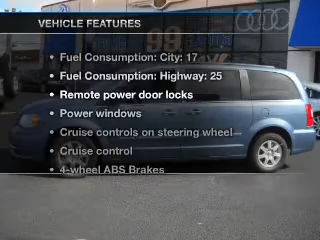 VEHICLE FEATURES
• Fuel Consumption: City: 17
• Fuel Consumption: Highway: 25
• Remote power door locks
• Power windows
• Cruise controls on steering wheel
• Cruise control
• 4-wheel ABS Brakes